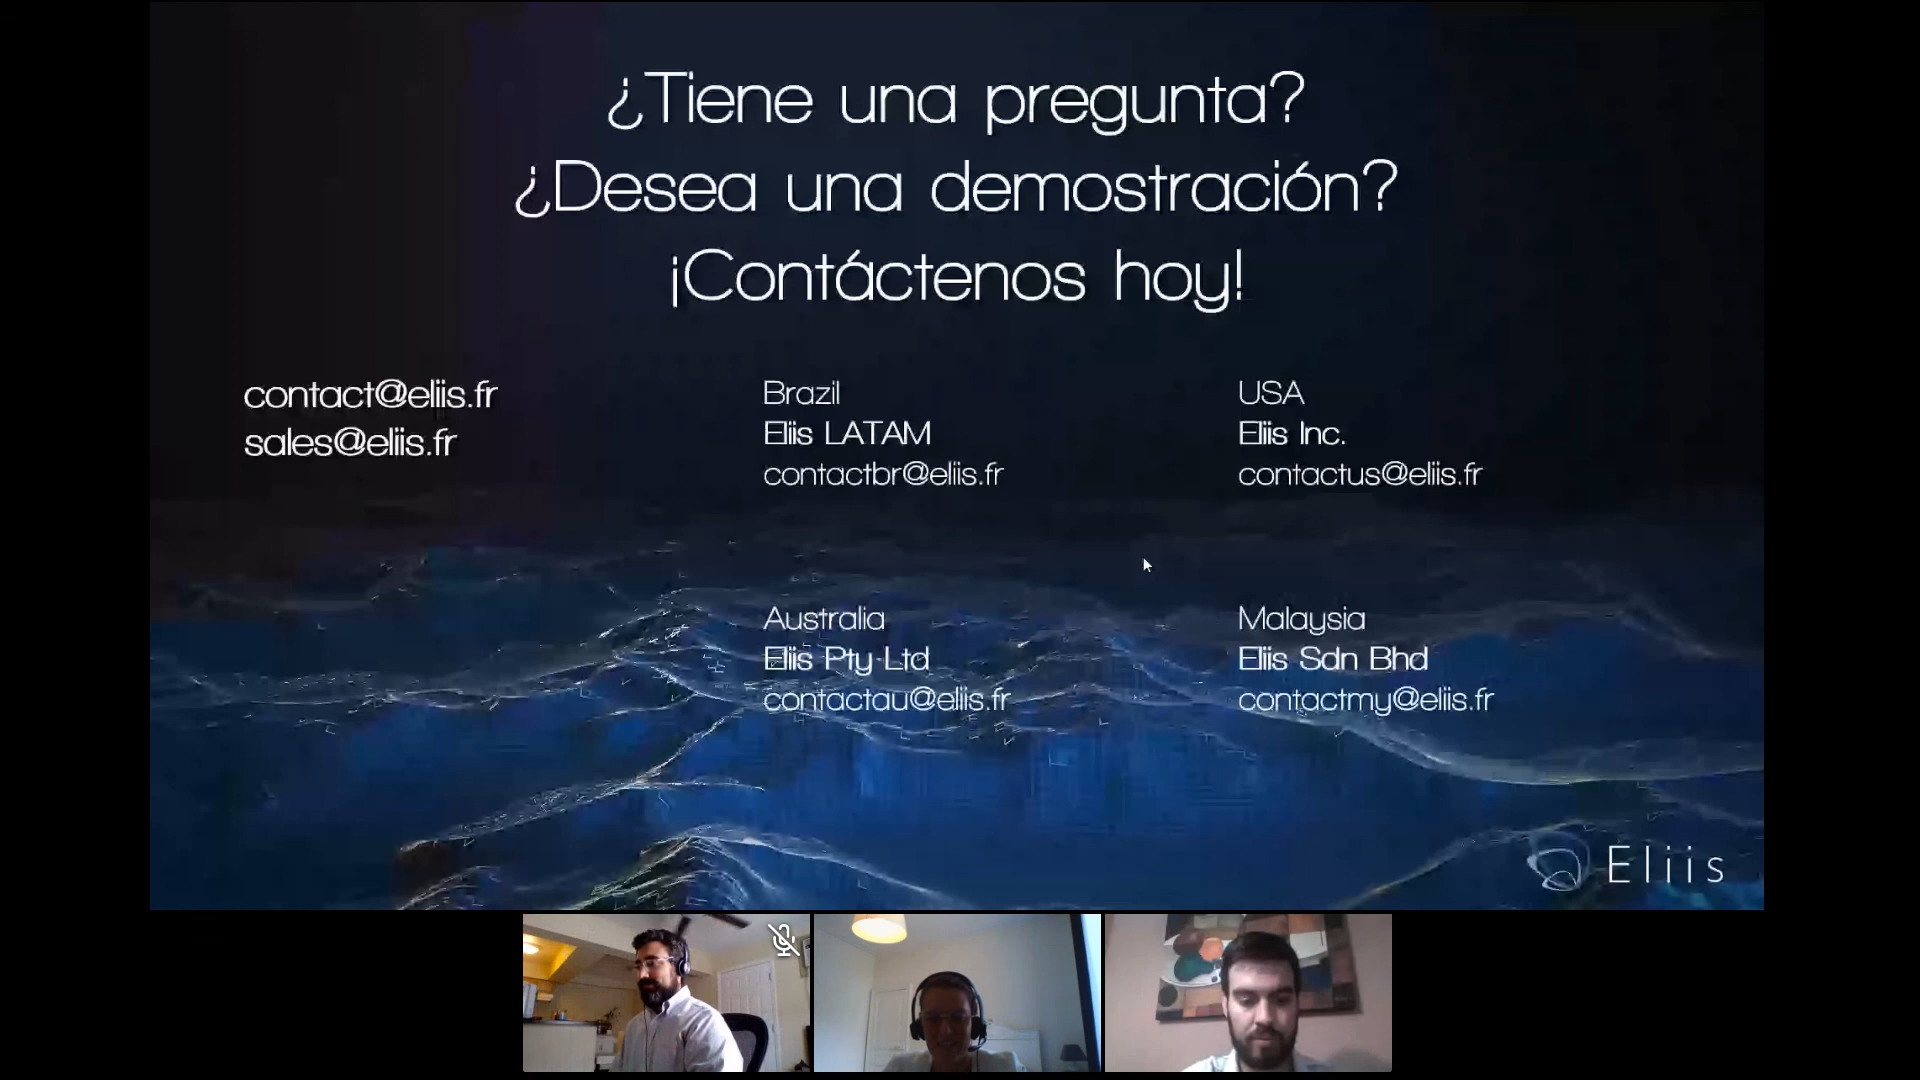 ¿Tiene una pregunta?
¿Desea una demostración?
¡Contáctenos hoy!
contact@eliis.fr
sales@eliis.fr
Brazil
Eliis LATAM
contactbr@eliis.fr
USA
Eliis Inc.
contactus@eliis.fr
Australia
Eliis Pty Ltd
contactau@eliis.fr
Malaysia
Eliis Sdn Bhd
contactmy@eliis.fr
Eliis